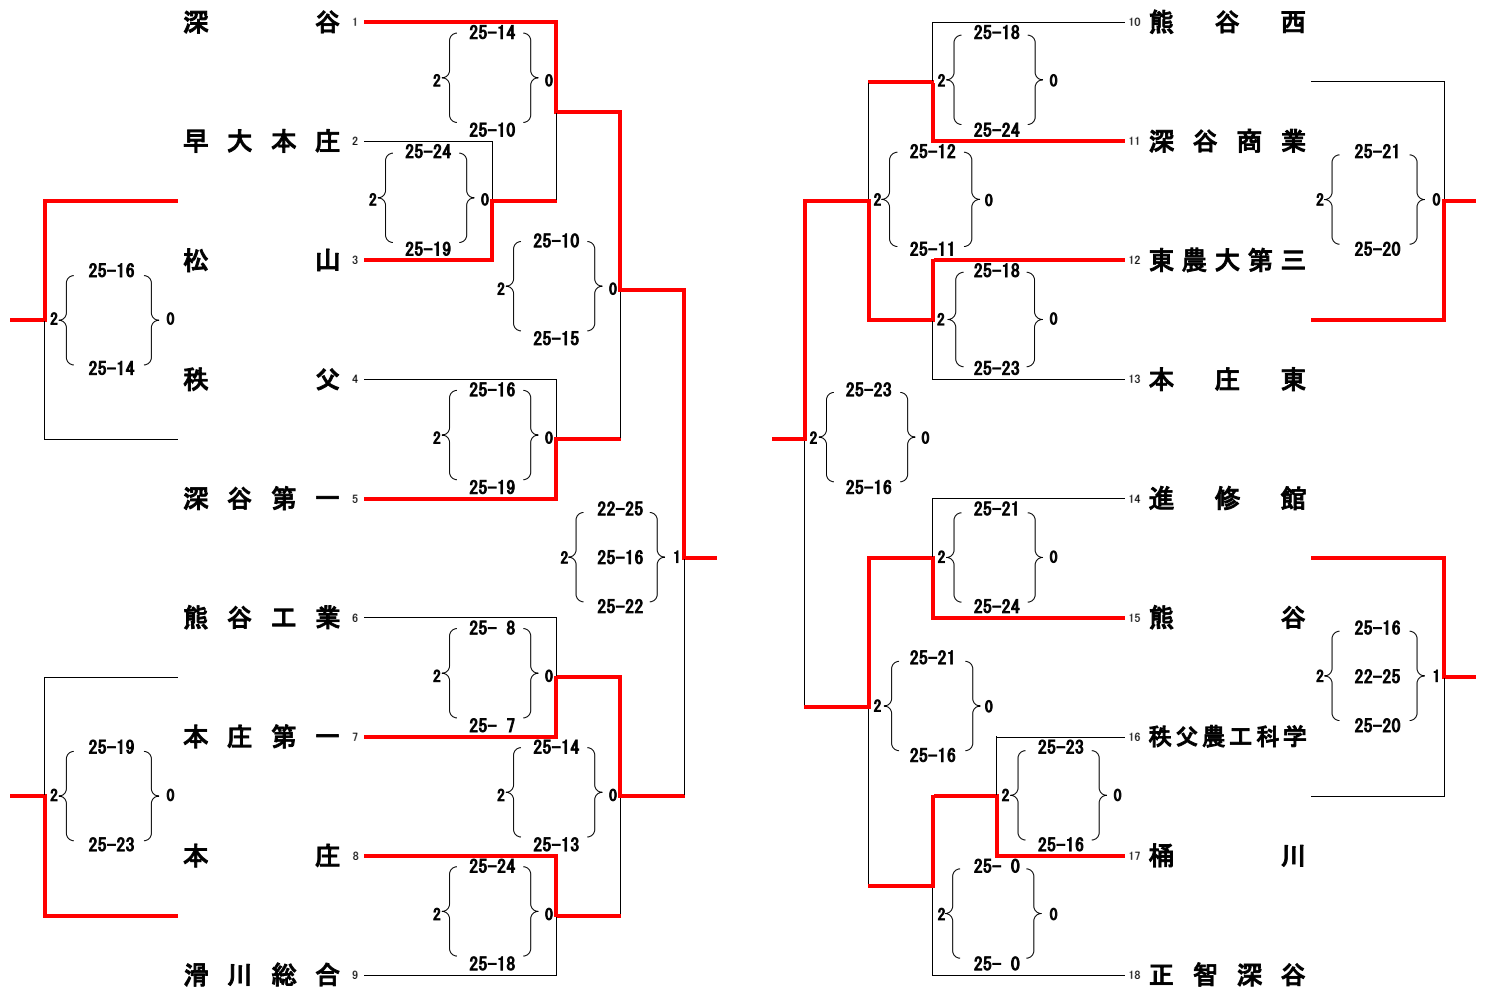 深谷 1 10 熊谷西
25-14 25-18
2 0 2 0
25-10 25-24
早大本庄 2 11 深谷商業
25-24 25-12 25-21
2 0 2 0 2 0
25-19 25-11 25-20
25-10
松山 3 12 東農大第三
25-16 2 0 25-18
2 0 2 0
25-14 25-15 25-23
秩父 4 13 本庄東
25-16 25-23
2 0 2 0
25-19 25-16
深谷第一 5 14 進修館
22-25 25-21
2 25-16 1 2 0
25-22 25-24
熊谷工業 6 15 熊谷
25- 8 25-16
25-21
2 0 2 22-25 1
2 0
25- 7 25-20
本庄第一 7 16 秩父農工科学
25-19 25-14 25-16 25-23
2 0 2 0 2 0
25-23 25-13 25-16
本庄 8 17 桶川
25-24 25- 0
2 0 2 0
25-18 25- 0
滑川総合 9 18 正智深谷